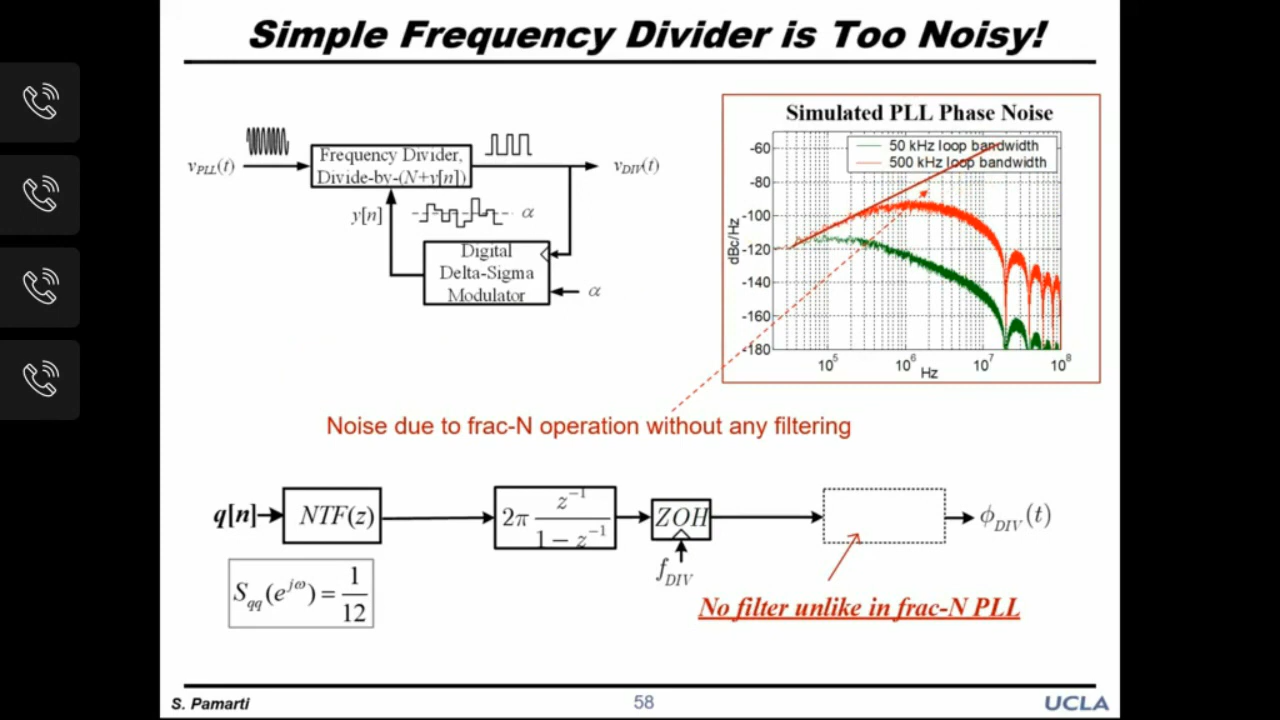 Simple Frequency Divider is Too Noisy!
v_PLL(t)
Frequency Divider,
Divide-by-(N+y[n])
v_DIV(t)
y[n]
α
Digital
Delta-Sigma
Modulator
α
Simulated PLL Phase Noise
50 kHz loop bandwidth
500 kHz loop bandwidth
dBc/Hz
-60
-80
-100
-120
-140
-160
-180
10^5
10^6
10^7
10^8
Hz
Noise due to frac-N operation without any filtering
q[n]
NTF(z)
2π z^{-1} / (1 − z^{-1})
ZOH
f_DIV
ϕ_DIV(t)
S_qq(e^{jω}) = 1/12
No filter unlike in frac-N PLL
S. Pamarti
58
UCLA